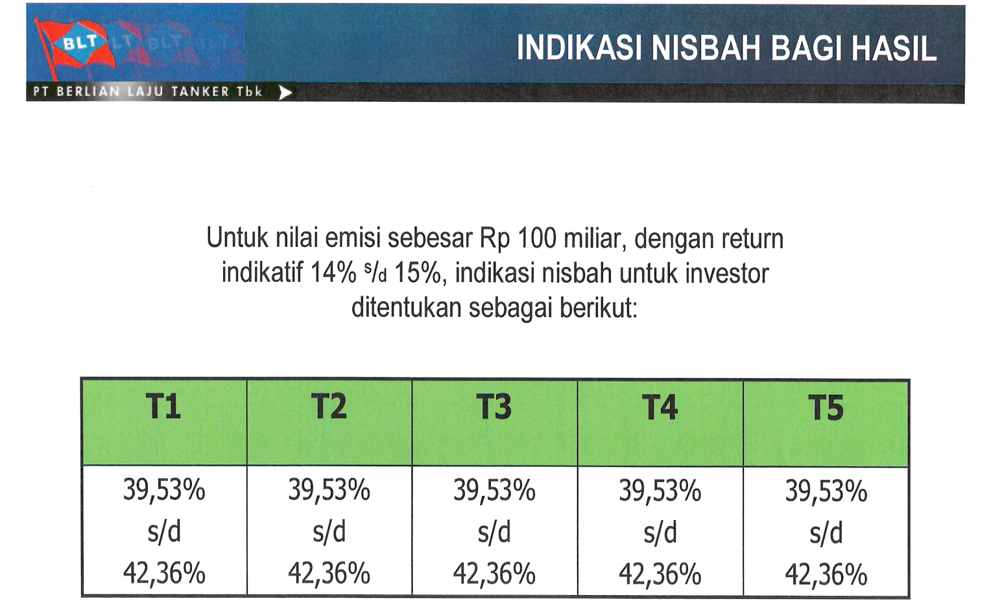 INDIKASI NISBAH BAGI HASIL
BLT
PT BERLIAN LAJU TANKER Tbk
Untuk nilai emisi sebesar Rp 100 miliar, dengan return
indikatif 14% s/d 15%, indikasi nisbah untuk investor
ditentukan sebagai berikut:
T1 T2 T3 T4 T5
39,53% 39,53% 39,53% 39,53% 39,53%
s/d s/d s/d s/d s/d
42,36% 42,36% 42,36% 42,36% 42,36%